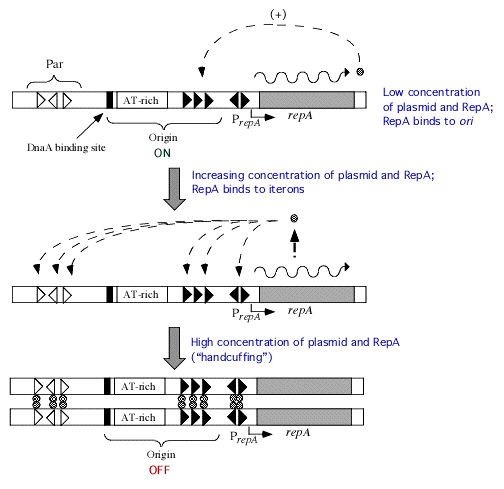 (+)
Par
AT-rich
PrepA
repA
Low concentration
of plasmid and RepA;
RepA binds to ori
DnaA binding site
Origin
ON
Increasing concentration of plasmid and RepA;
RepA binds to iterons
AT-rich
PrepA
repA
High concentration of plasmid and RepA
("handcuffing")
AT-rich
repA
AT-rich
PrepA
repA
Origin
OFF